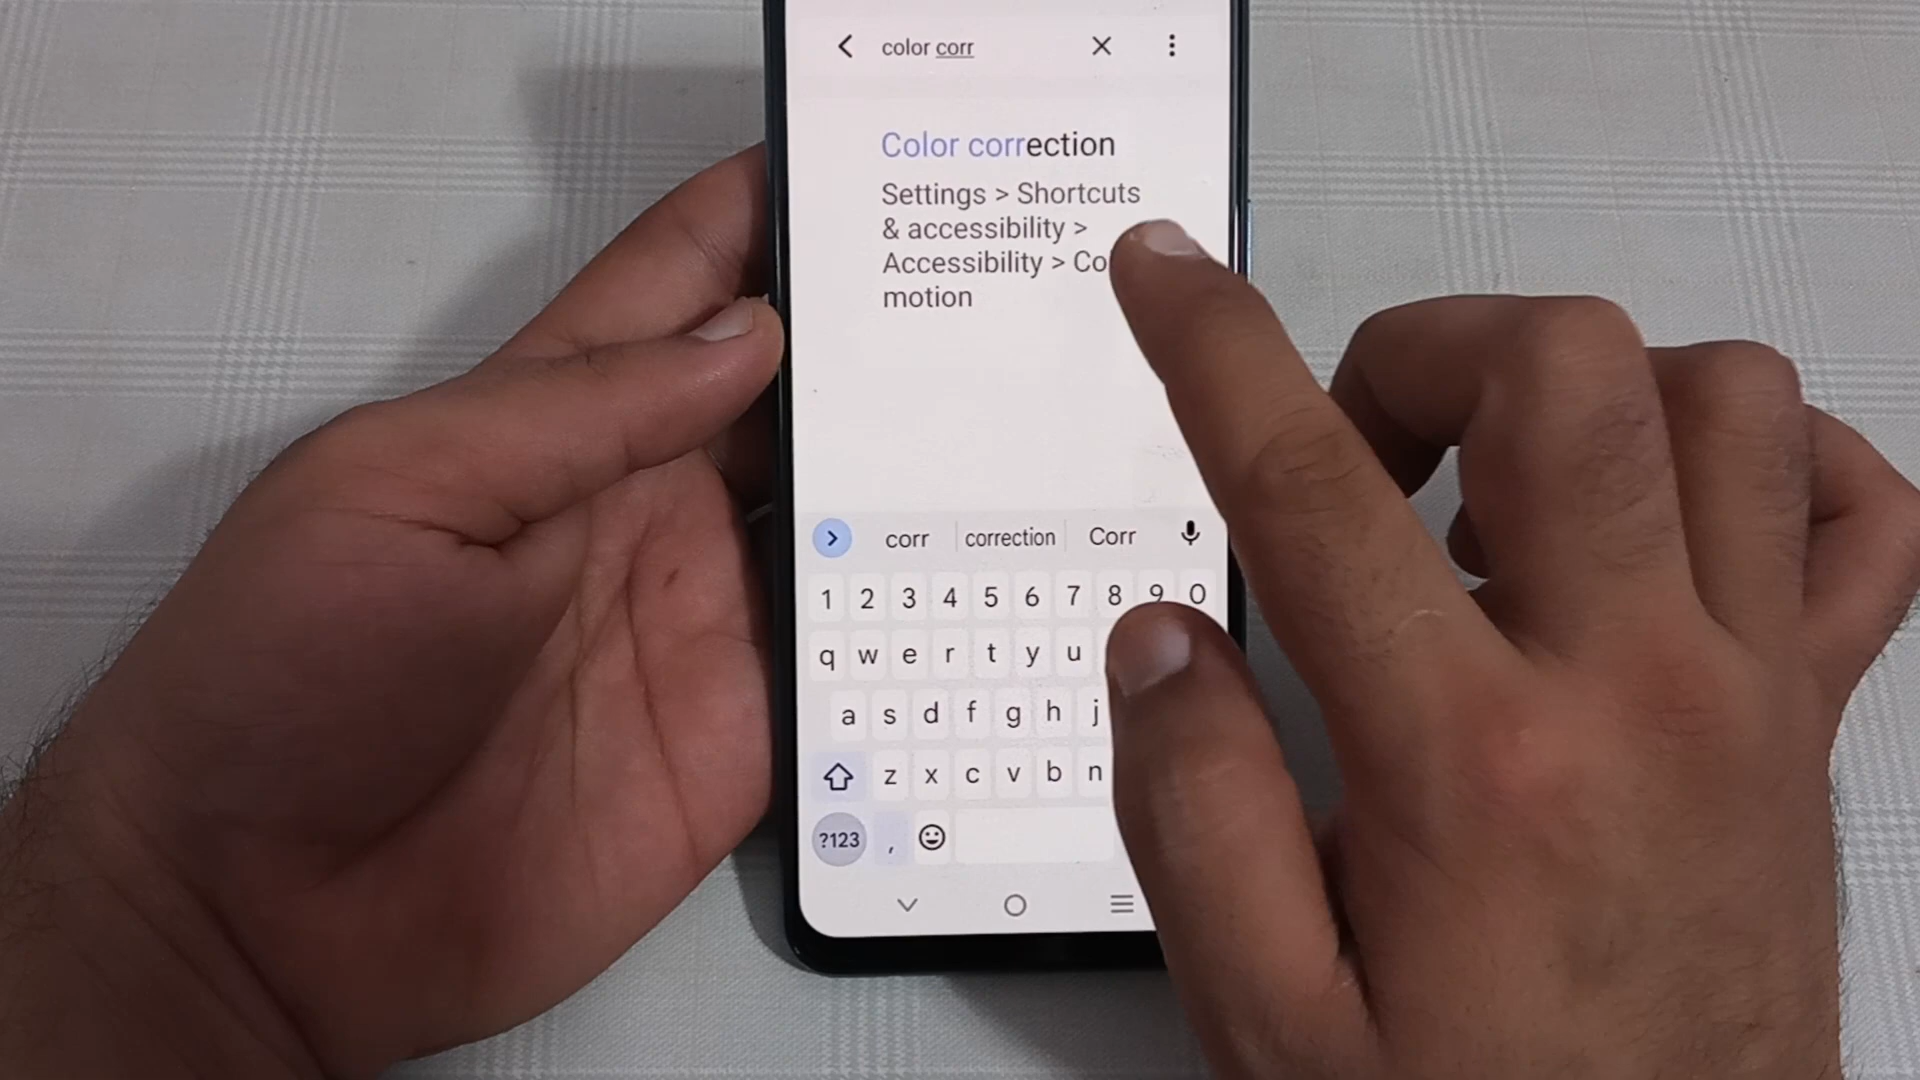 color corr
Color correction
Settings > Shortcuts
& accessibility >
Accessibility >
motion
corr correction Corr
1 2 3 4 5 6 7 8 9 0
q w e r t y u
a s d f g h j
z x c v b n
?123 ,